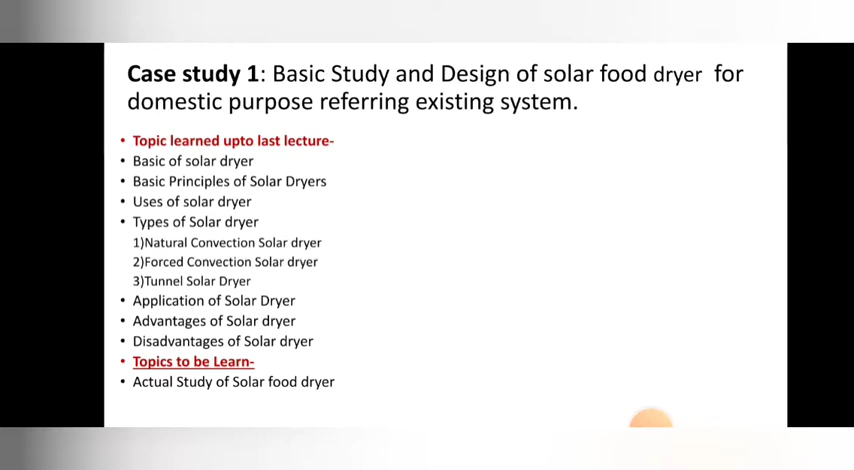 Case study 1: Basic Study and Design of solar food dryer for
domestic purpose referring existing system.
• Topic learned upto last lecture-
• Basic of solar dryer
• Basic Principles of Solar Dryers
• Uses of solar dryer
• Types of Solar dryer
1)Natural Convection Solar dryer
2)Forced Convection Solar dryer
3)Tunnel Solar Dryer
• Application of Solar Dryer
• Advantages of Solar dryer
• Disadvantages of Solar dryer
• Topics to be Learn-
• Actual Study of Solar food dryer